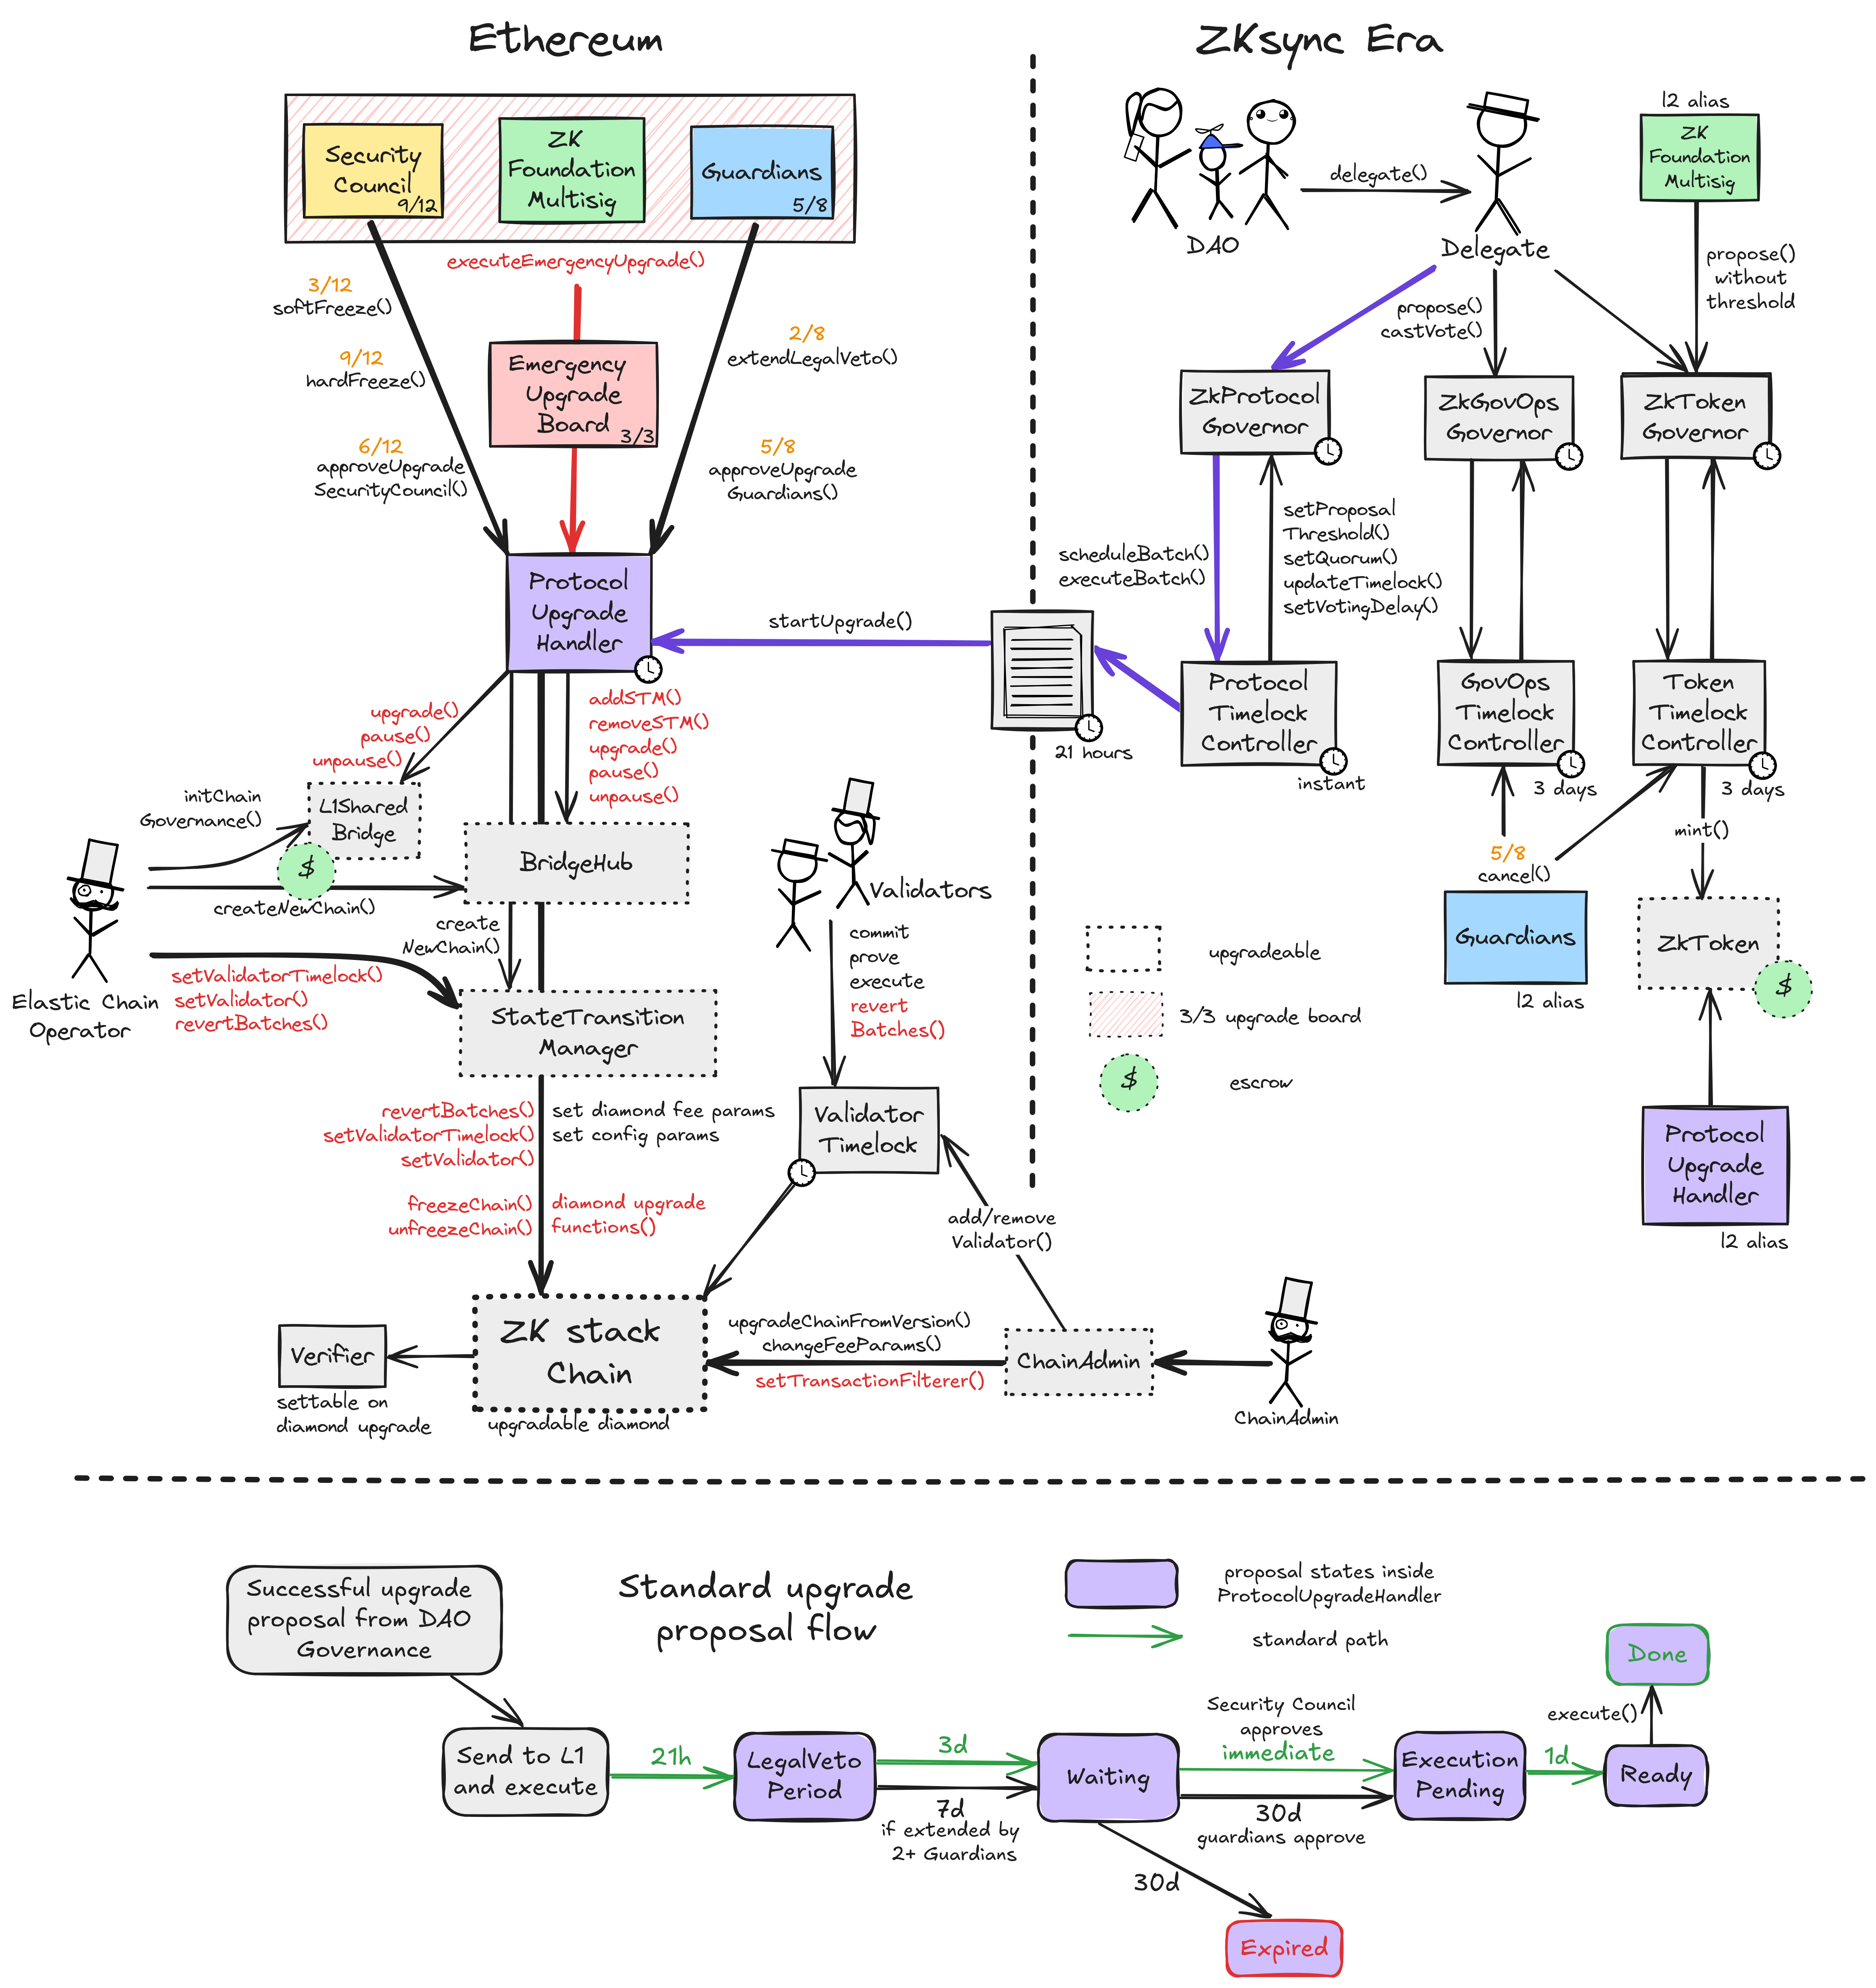 Ethereum
ZKsync Era
Security
Council
9/12
ZK
Foundation
Multisig
Guardians
5/8
executeEmergencyUpgrade()
3/12
softFreeze()
9/12
hardFreeze()
6/12
approveUpgrade
SecurityCouncil()
Emergency
Upgrade
Board
3/3
2/8
extendLegalVeto()
5/8
approveUpgrade
Guardians()
Protocol
Upgrade
Handler
startUpgrade()
21 hours
upgrade()
pause()
unpause()
addSTM()
removeSTM()
upgrade()
pause()
unpause()
initChain
Governance()
L1Shared
Bridge
$
BridgeHub
createNewChain()
create
NewChain()
Elastic Chain
Operator
setValidatorTimelock()
setValidator()
revertBatches()
StateTransition
Manager
Validators
commit
prove
execute
revert
Batches()
Validator
Timelock
revertBatches()
setValidatorTimelock()
setValidator()
set diamond fee params
set config params
freezeChain()
unfreezeChain()
diamond upgrade
functions()
add/remove
Validator()
ZK stack
Chain
upgradable diamond
Verifier
settable on
diamond upgrade
upgradeChainFromVersion()
changeFeeParams()
setTransactionFilterer()
ChainAdmin
ChainAdmin
DAO
delegate()
Delegate
l2 alias
ZK
Foundation
Multisig
propose()
without
threshold
propose()
castVote()
ZkProtocol
Governor
ZkGovOps
Governor
ZkToken
Governor
scheduleBatch()
executeBatch()
setProposal
Threshold()
setQuorum()
updateTimelock()
setVotingDelay()
Protocol
Timelock
Controller
instant
GovOps
Timelock
Controller
3 days
Token
Timelock
Controller
3 days
5/8
cancel()
mint()
Guardians
l2 alias
ZkToken
$
Protocol
Upgrade
Handler
l2 alias
upgradeable
3/3 upgrade board
$
escrow
Standard upgrade
proposal flow
proposal states inside
ProtocolUpgradeHandler
standard path
Successful upgrade
proposal from DAO
Governance
Send to L1
and execute
21h
LegalVeto
Period
3d
7d
if extended by
2+ Guardians
Waiting
Security Council
approves
immediate
30d
guardians approve
Execution
Pending
1d
Ready
execute()
Done
30d
Expired